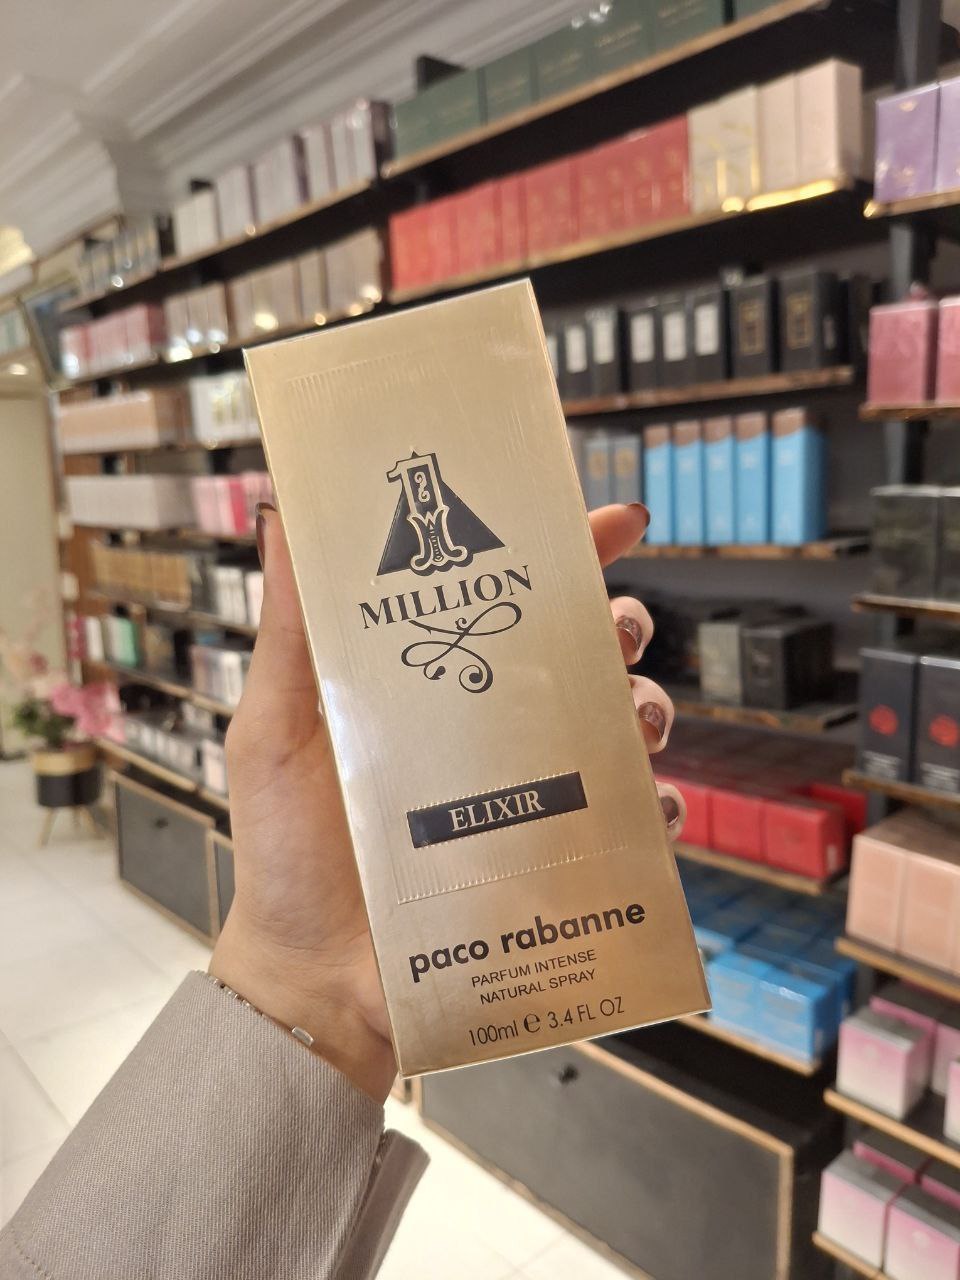 1
MILLION
ELIXIR
paco rabanne
PARFUM INTENSE
NATURAL SPRAY
100ml ℮ 3.4 FL OZ